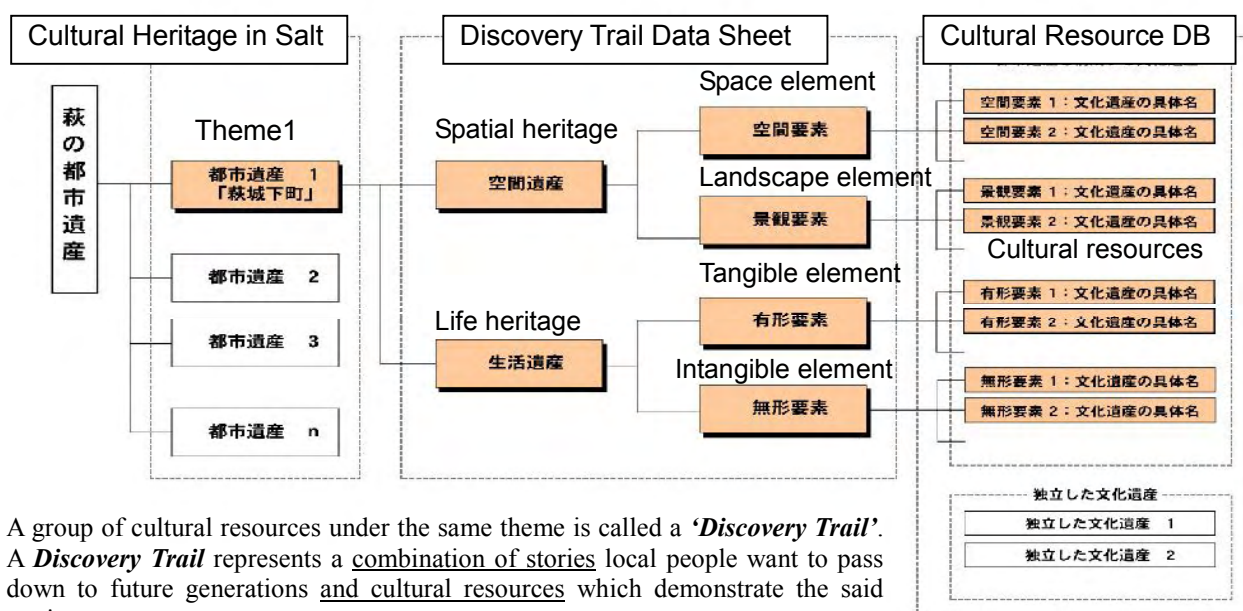 Cultural Heritage in Salt
Discovery Trail Data Sheet
Cultural Resource DB
萩の都市遺産
Theme1
都市遺産 1
「萩城下町」
都市遺産 2
都市遺産 3
都市遺産 n
Spatial heritage
空間遺産
Life heritage
生活遺産
Space element
空間要素
Landscape element
景観要素
Tangible element
有形要素
Intangible element
無形要素
空間要素 1：文化遺産の具体名
空間要素 2：文化遺産の具体名
景観要素 1：文化遺産の具体名
景観要素 2：文化遺産の具体名
Cultural resources
有形要素 1：文化遺産の具体名
有形要素 2：文化遺産の具体名
無形要素 1：文化遺産の具体名
無形要素 2：文化遺産の具体名
独立した文化遺産
独立した文化遺産 1
独立した文化遺産 2
A group of cultural resources under the same theme is called a ‘Discovery Trail’.
A Discovery Trail represents a combination of stories local people want to pass
down to future generations and cultural resources which demonstrate the said